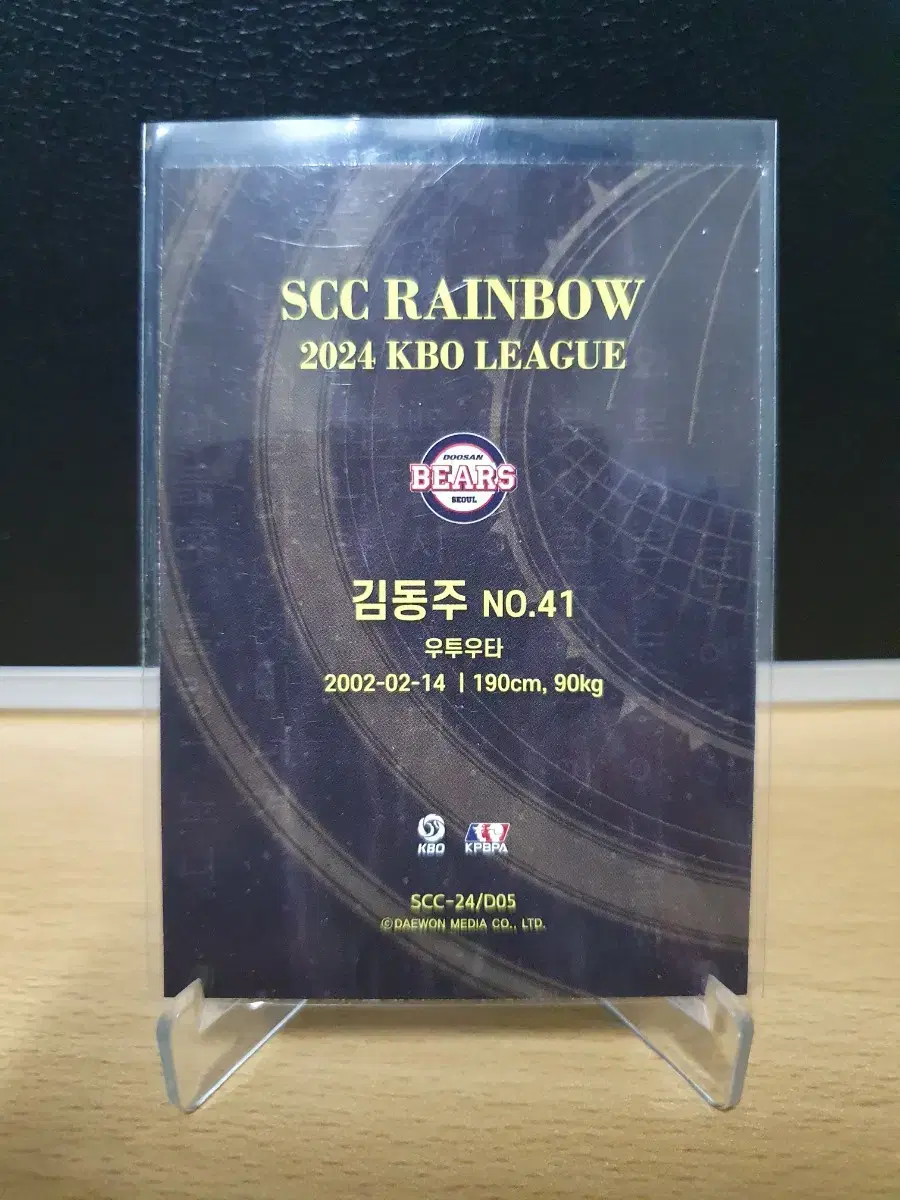 SCC RAINBOW
2024 KBO LEAGUE
DOOSAN
BEARS
SEOUL
김동주 NO.41
우투우타
2002-02-14 | 190cm, 90kg
KBO KPBPA
SCC-24/D05
©DAEWON MEDIA CO., LTD.